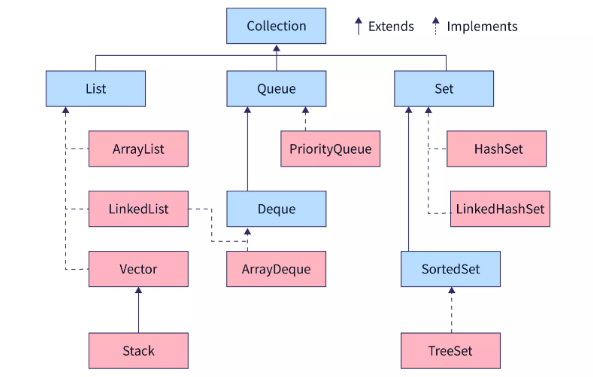 Collection
Extends
Implements
List
Queue
Set
ArrayList
PriorityQueue
HashSet
LinkedList
Deque
LinkedHashSet
Vector
ArrayDeque
SortedSet
Stack
TreeSet